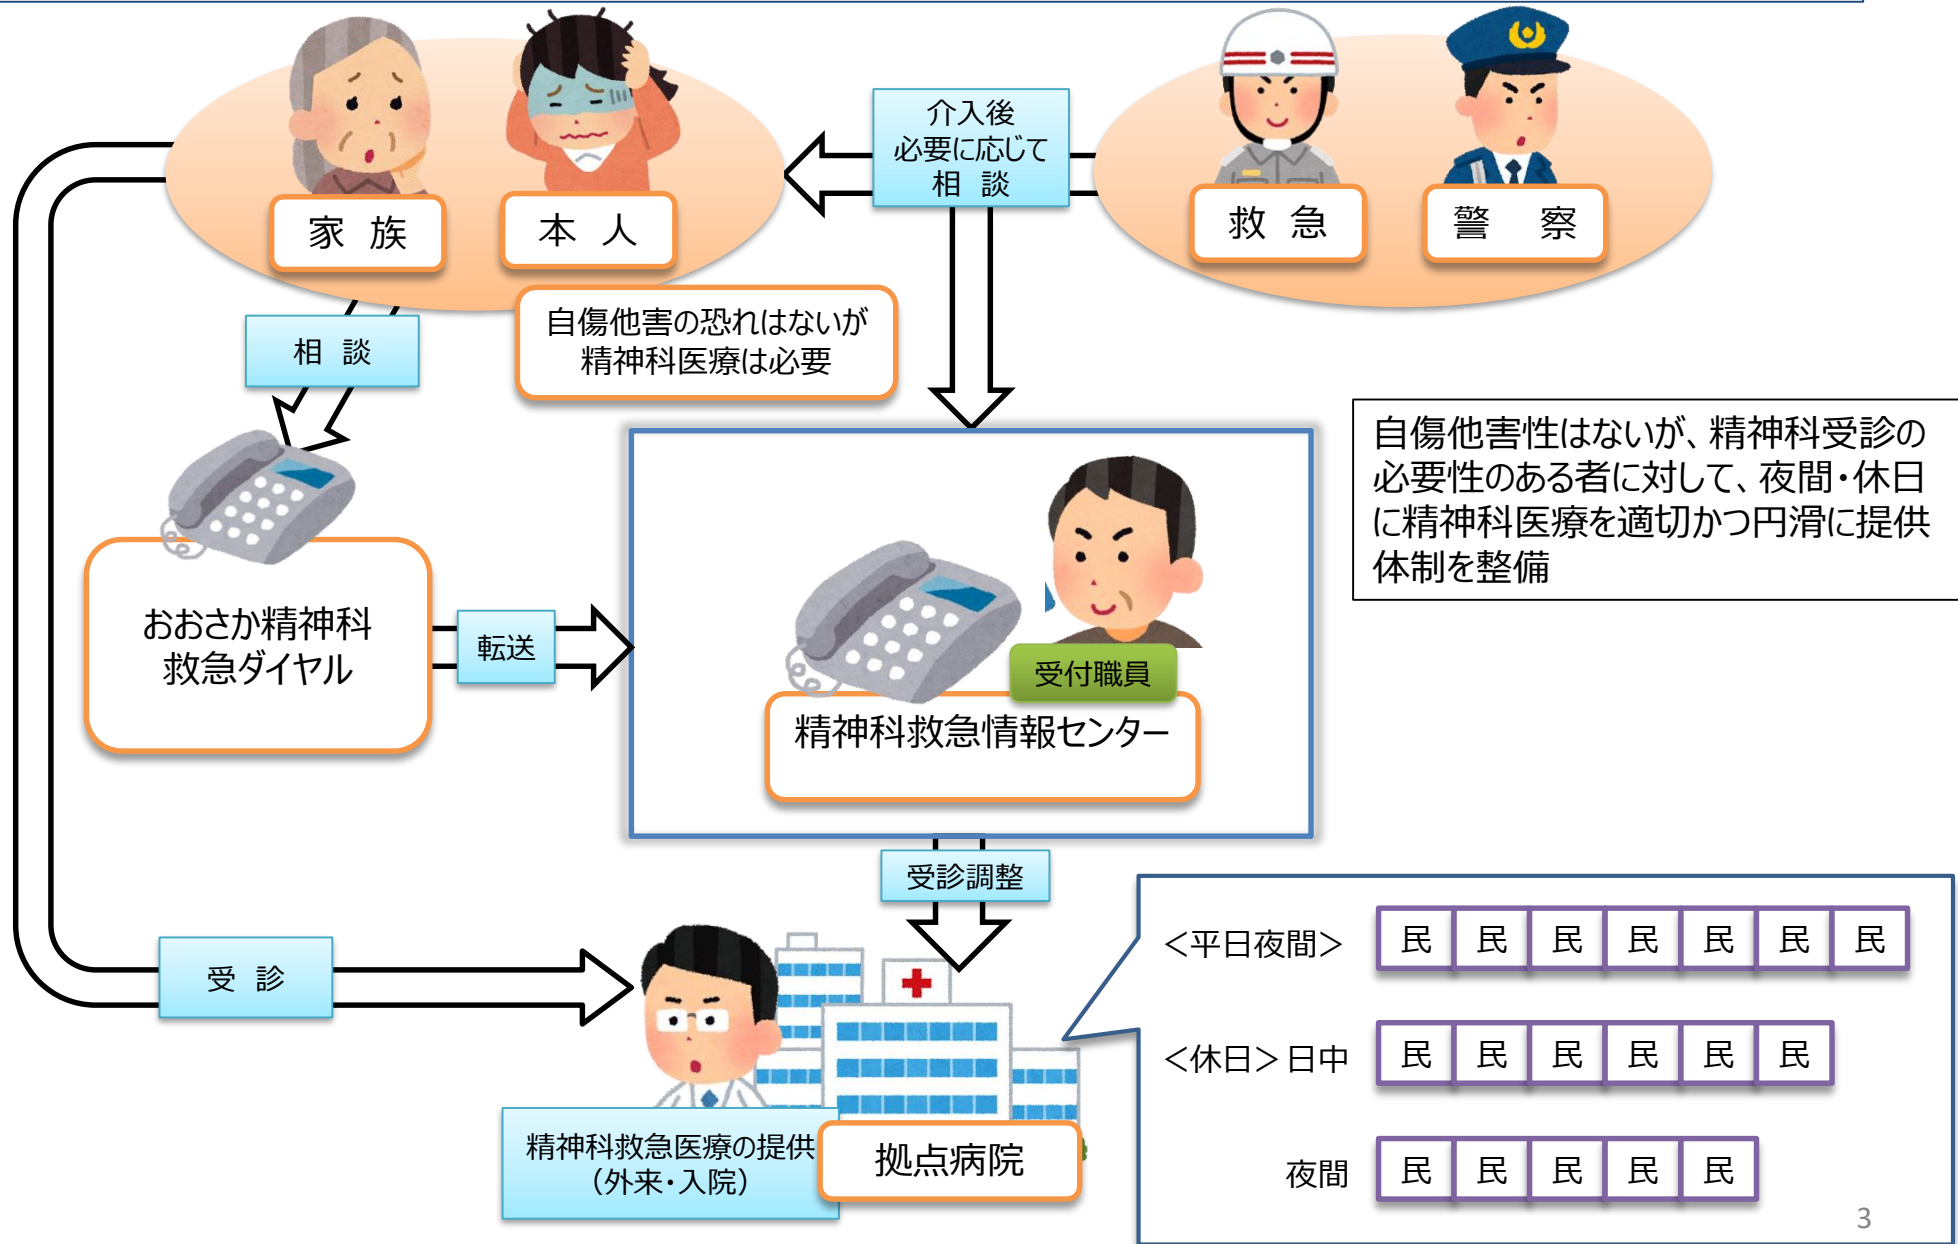 家 族
本 人
介入後
必要に応じて
相 談
救 急
警 察
相 談
自傷他害の恐れはないが
精神科医療は必要
自傷他害性はないが、精神科受診の
必要性のある者に対して、夜間・休日
に精神科医療を適切かつ円滑に提供
体制を整備
おおさか精神科
救急ダイヤル
転送
受付職員
精神科救急情報センター
受診調整
受 診
精神科救急医療の提供
（外来・入院）
拠点病院
＜平日夜間＞ 民 民 民 民 民 民 民
＜休日＞日中 民 民 民 民 民 民
夜間 民 民 民 民 民
3